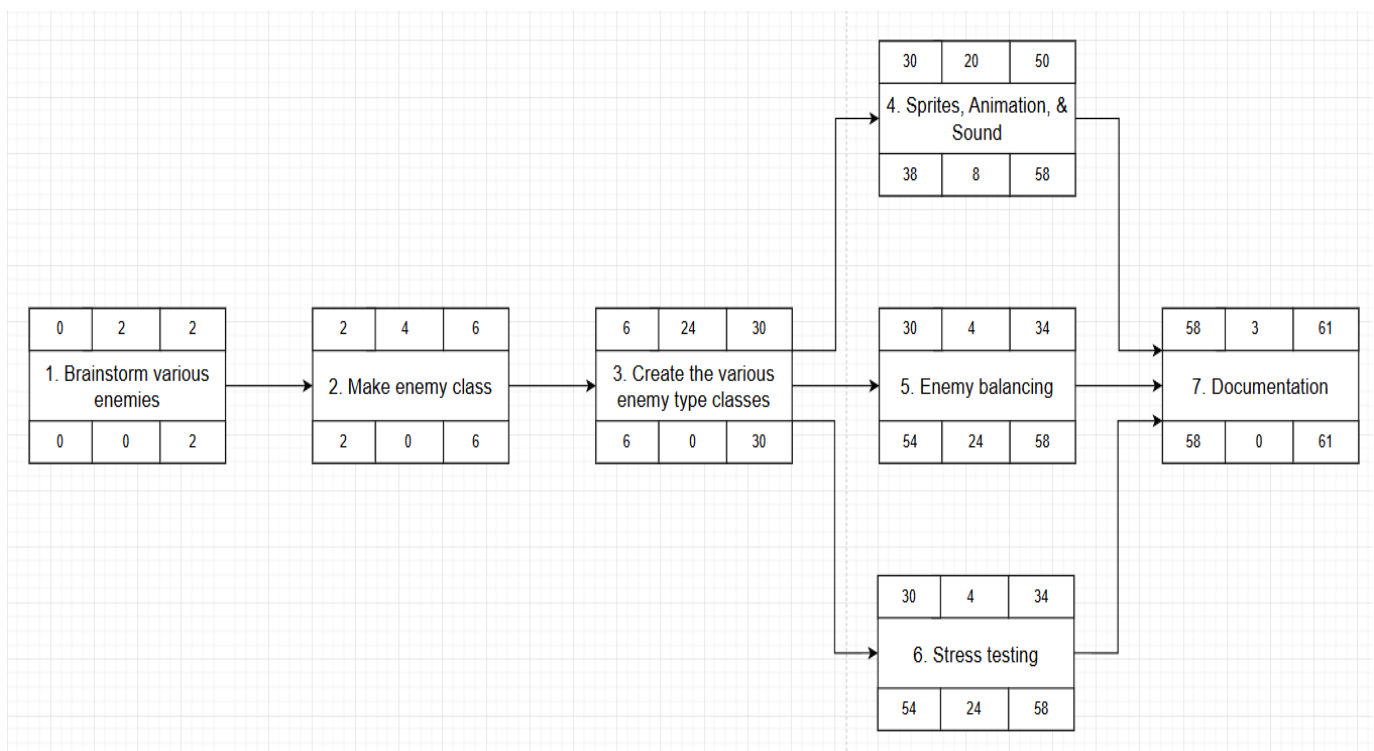 30 20 50
4. Sprites, Animation, &
Sound
38 8 58
0 2 2
1. Brainstorm various
enemies
0 0 2
2 4 6
2. Make enemy class
2 0 6
6 24 30
3. Create the various
enemy type classes
6 0 30
30 4 34
5. Enemy balancing
54 24 58
58 3 61
7. Documentation
58 0 61
30 4 34
6. Stress testing
54 24 58